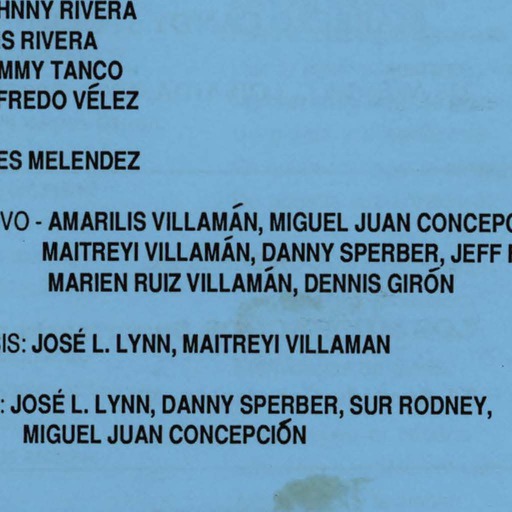 HNNY RIVERA
S RIVERA
MMY TANCO
FREDO VÉLEZ
ES MELENDEZ
VO - AMARILIS VILLAMÁN, MIGUEL JUAN CONCEPC
MAITREYI VILLAMÁN, DANNY SPERBER, JEFF
MARIEN RUIZ VILLAMÁN, DENNIS GIRÓN
SIS: JOSÉ L. LYNN, MAITREYI VILLAMAN
: JOSÉ L. LYNN, DANNY SPERBER, SUR RODNEY,
MIGUEL JUAN CONCEPCIÓN